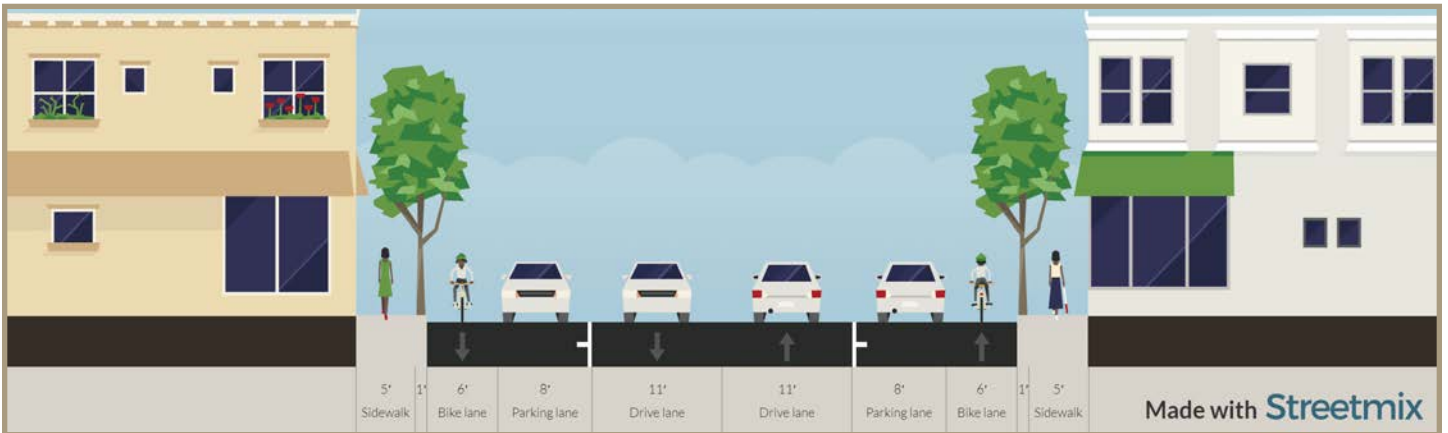 5' 1' 6' 8' 11' 11' 8' 6' 1' 5'
Sidewalk Bike lane Parking lane Drive lane Drive lane Parking lane Bike lane Sidewalk
Made with Streetmix